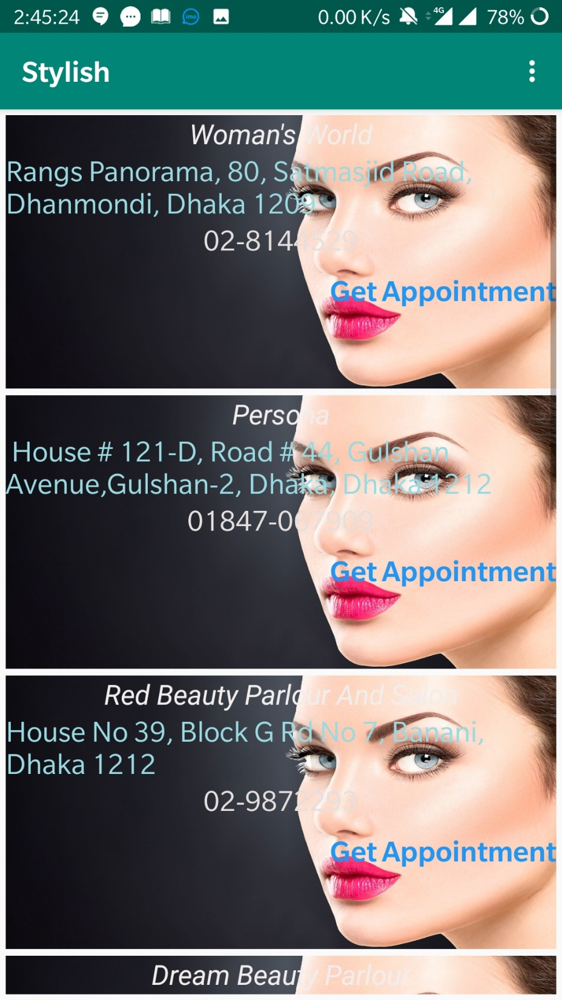 2:45:24 imo 0.00 K/s 4G 78%
Stylish
Woman's World
Rangs Panorama, 80, Satmasjid Road,
Dhanmondi, Dhaka 1209
02-8144529
Get Appointment
Persona
House # 121-D, Road # 44, Gulshan
Avenue,Gulshan-2, Dhaka, Dhaka 1212
01847-067909
Get Appointment
Red Beauty Parlour And Salon
House No 39, Block G Rd No 7, Banani,
Dhaka 1212
02-9872293
Get Appointment
Dream Beauty Parlour